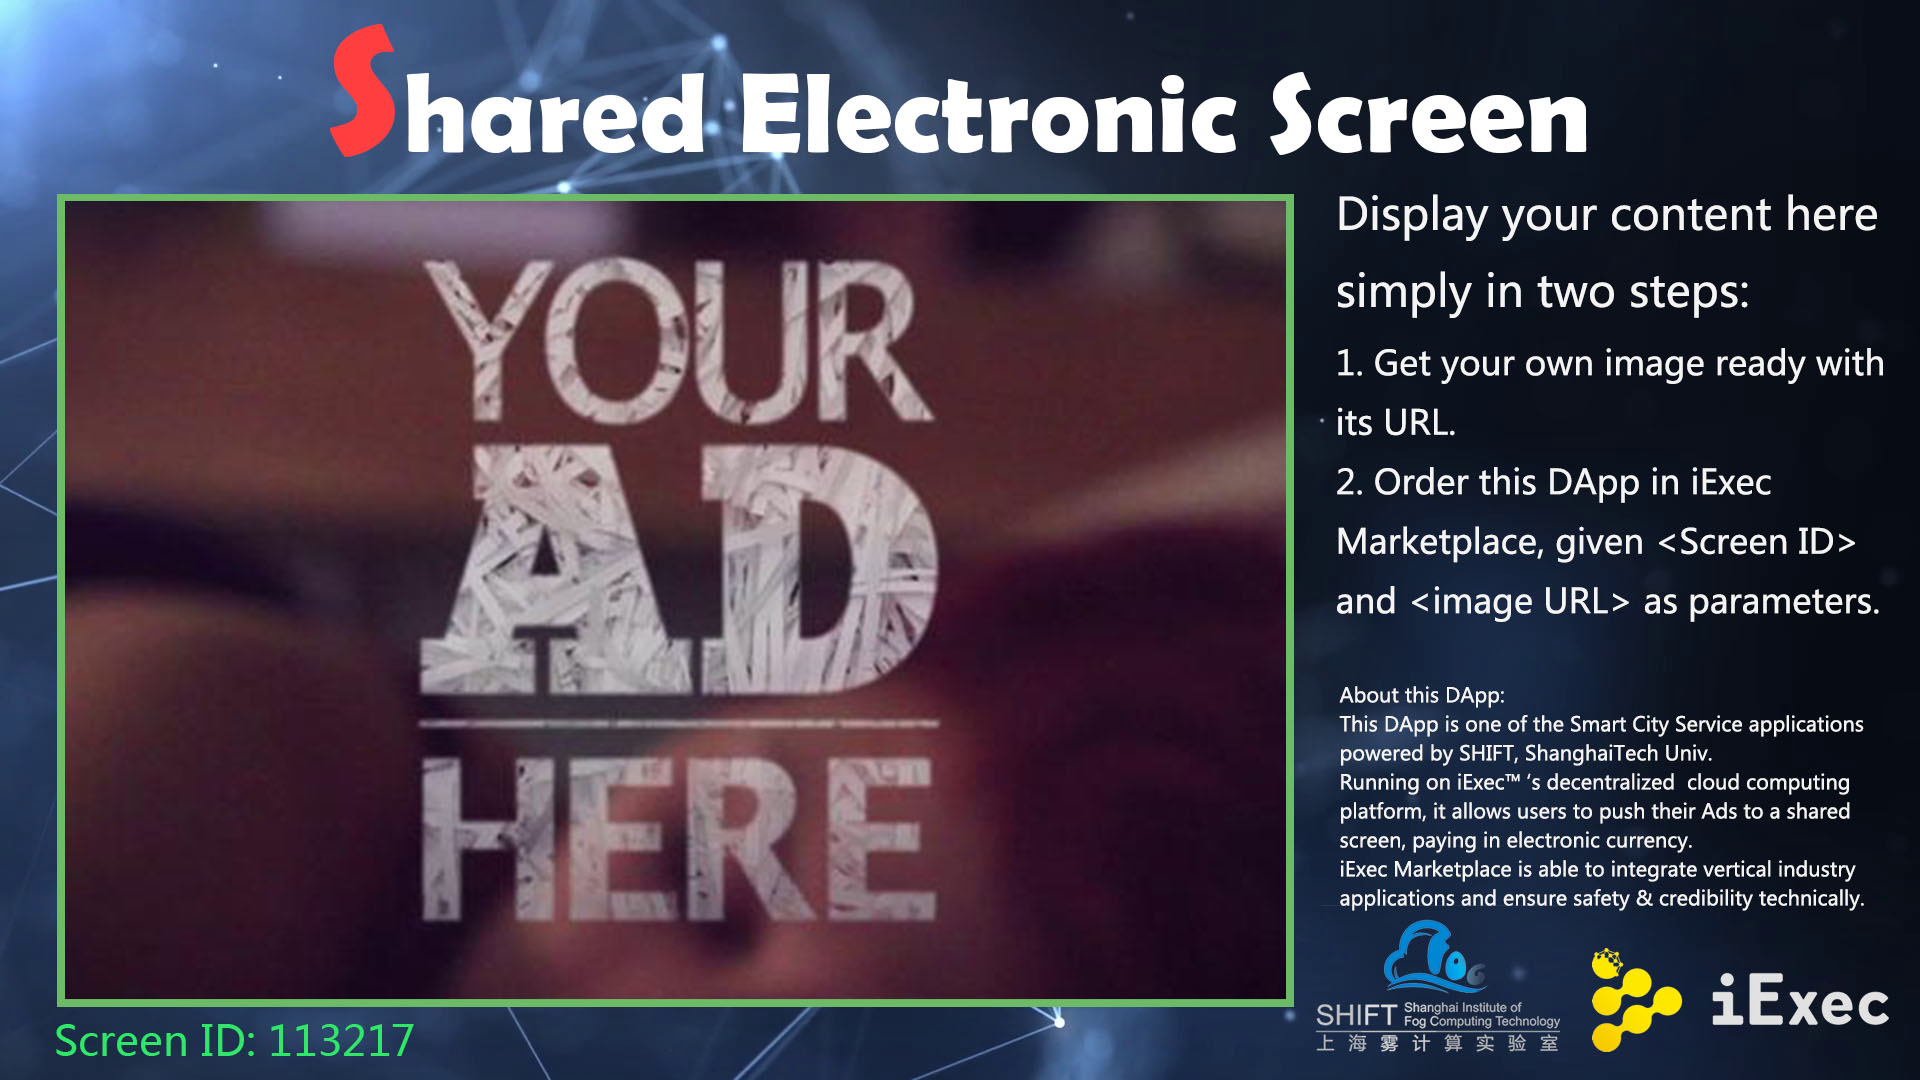 Shared Electronic Screen
YOUR
AD
HERE
Display your content here
simply in two steps:
1. Get your own image ready with
its URL.
2. Order this DApp in iExec
Marketplace, given <Screen ID>
and <image URL> as parameters.
About this DApp:
This DApp is one of the Smart City Service applications
powered by SHIFT, ShanghaiTech Univ.
Running on iExec™ ‘s decentralized  cloud computing
platform, it allows users to push their Ads to a shared
screen, paying in electronic currency.
iExec Marketplace is able to integrate vertical industry
applications and ensure safety & credibility technically.
Fog
SHIFT Shanghai Institute of
Fog Computing Technology
上海雾计算实验室
iExec
Screen ID: 113217